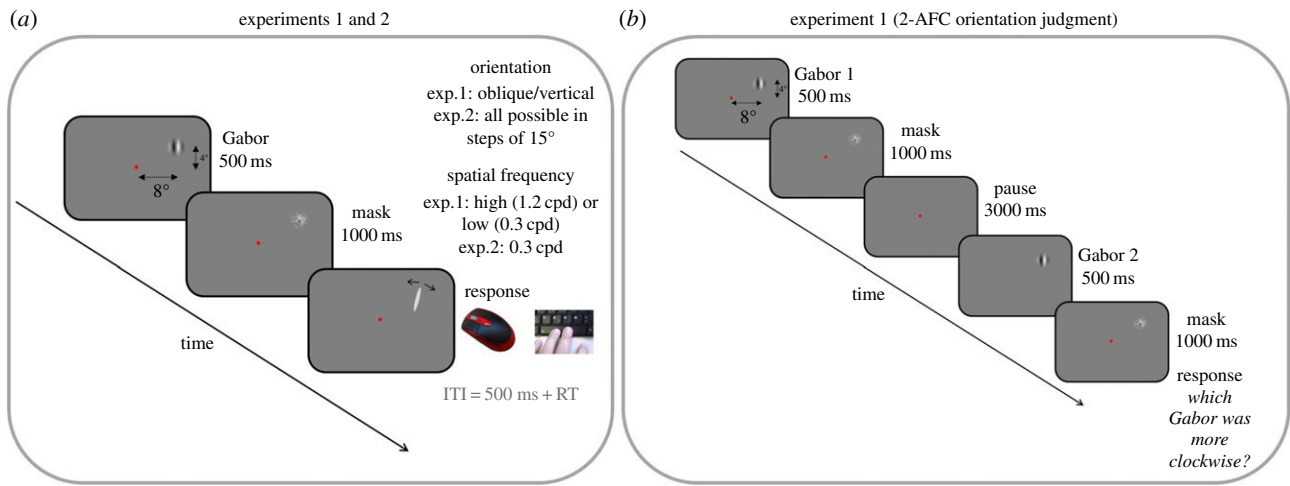 (a)
experiments 1 and 2
orientation
exp.1: oblique/vertical
exp.2: all possible in
steps of 15°
Gabor
500 ms
4°
8°
spatial frequency
exp.1: high (1.2 cpd) or
low (0.3 cpd)
exp.2: 0.3 cpd
mask
1000 ms
response
time
ITI = 500 ms + RT
(b)
experiment 1 (2-AFC orientation judgment)
Gabor 1
500 ms
4°
8°
mask
1000 ms
pause
3000 ms
Gabor 2
500 ms
time
mask
1000 ms
response
which
Gabor was
more
clockwise?